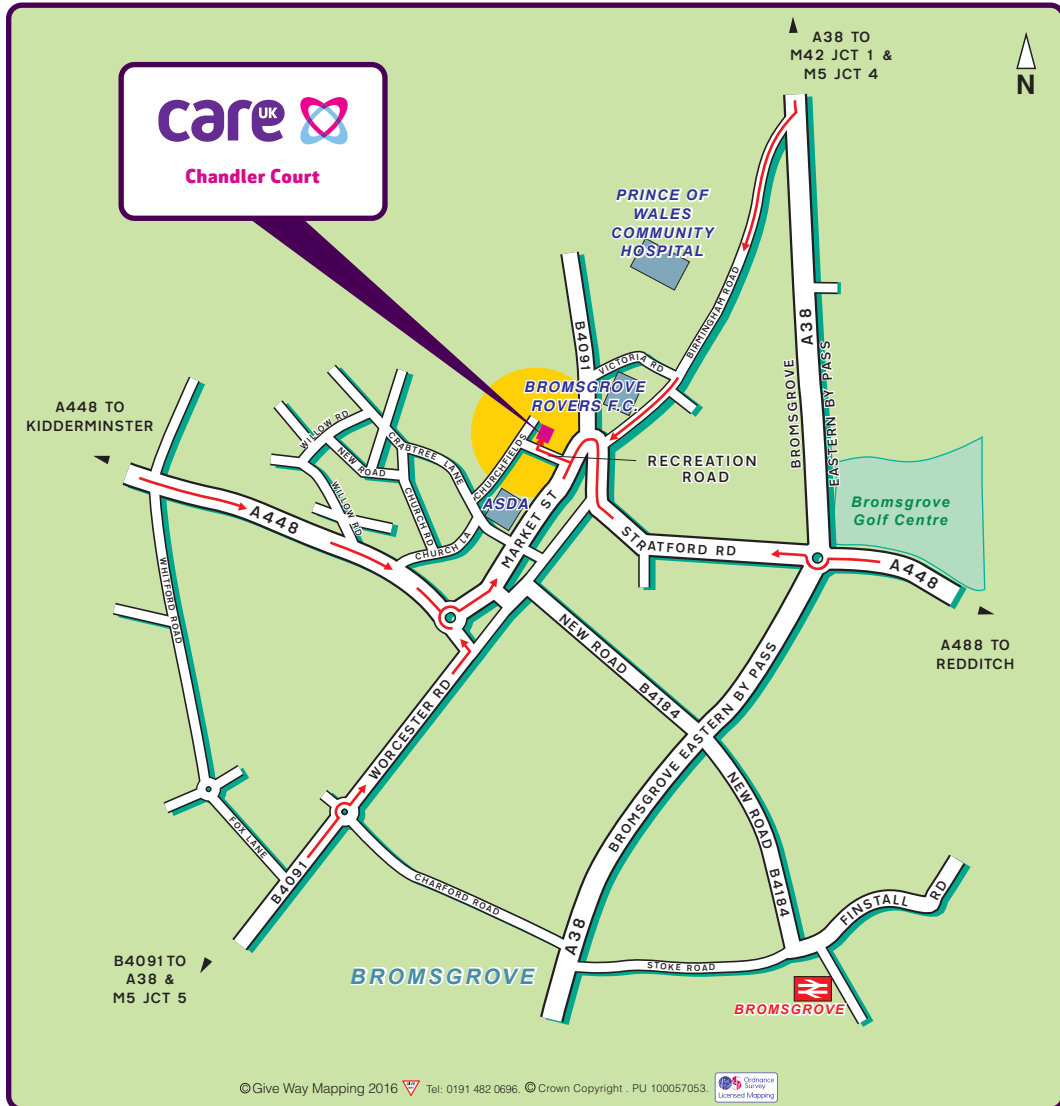 A38 TO
M42 JCT 1 &
M5 JCT 4
N
care UK
Chandler Court
PRINCE OF
WALES
COMMUNITY
HOSPITAL
BIRMINGHAM ROAD
A38
B4091
VICTORIA RD
BROMSGROVE
EASTERN BY PASS
BROMSGROVE
ROVERS F.C.
A448 TO
KIDDERMINSTER
WILLOW RD
CRABTREE LANE
NEW ROAD
CHURCHFIELDS
RECREATION
ROAD
CHURCH RD
WILLOW RD
ASDA
Bromsgrove
Golf Centre
A448
CHURCH LA
MARKET ST
STRATFORD RD
A448
WHITFORD ROAD
A488 TO
REDDITCH
NEW ROAD B4184
WORCESTER RD
BROMSGROVE EASTERN BY PASS
NEW ROAD
B4184
FOX LANE
B4091
CHARFORD ROAD
FINSTALL RD
A38
STOKE ROAD
B4091 TO
A38 &
M5 JCT 5
BROMSGROVE
BROMSGROVE
© Give Way Mapping 2016 Tel: 0191 482 0696. © Crown Copyright . PU 100057053.
Ordnance
Survey
Licensed Mapping